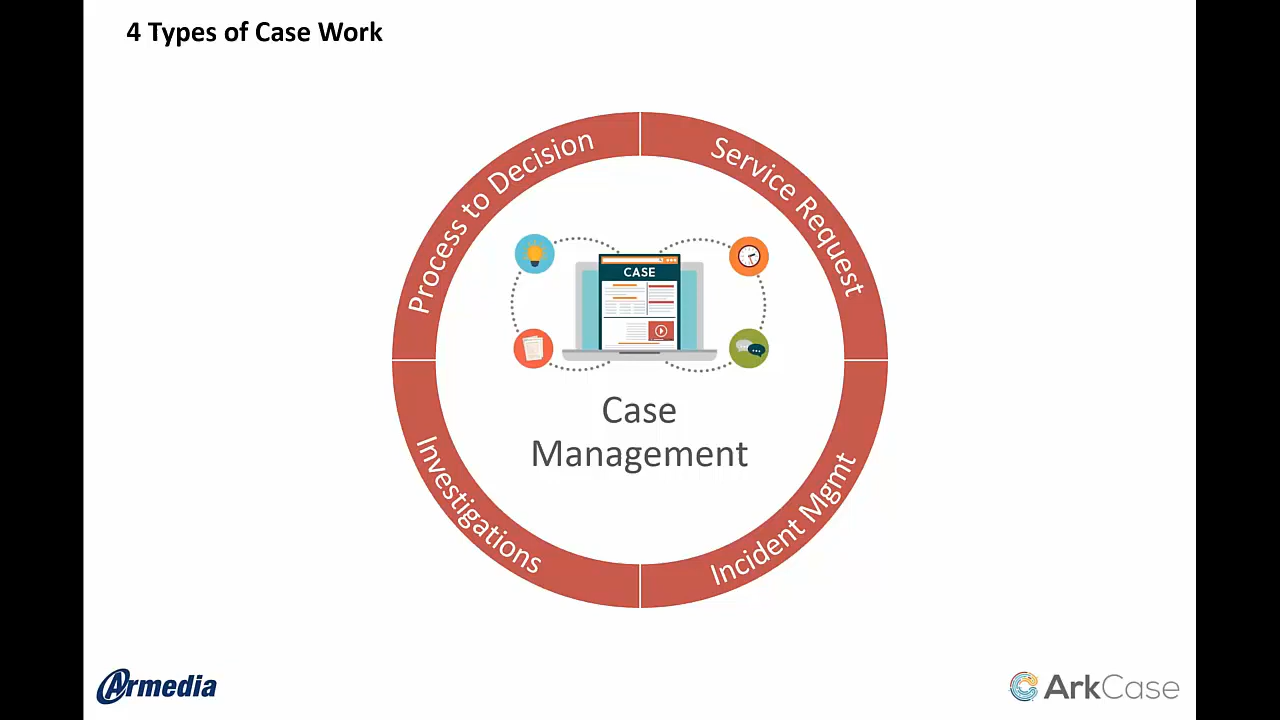 4 Types of Case Work
Process to Decision
Service Request
CASE
Case
Management
Investigations
Incident Mgmt
Armedia
ArkCase